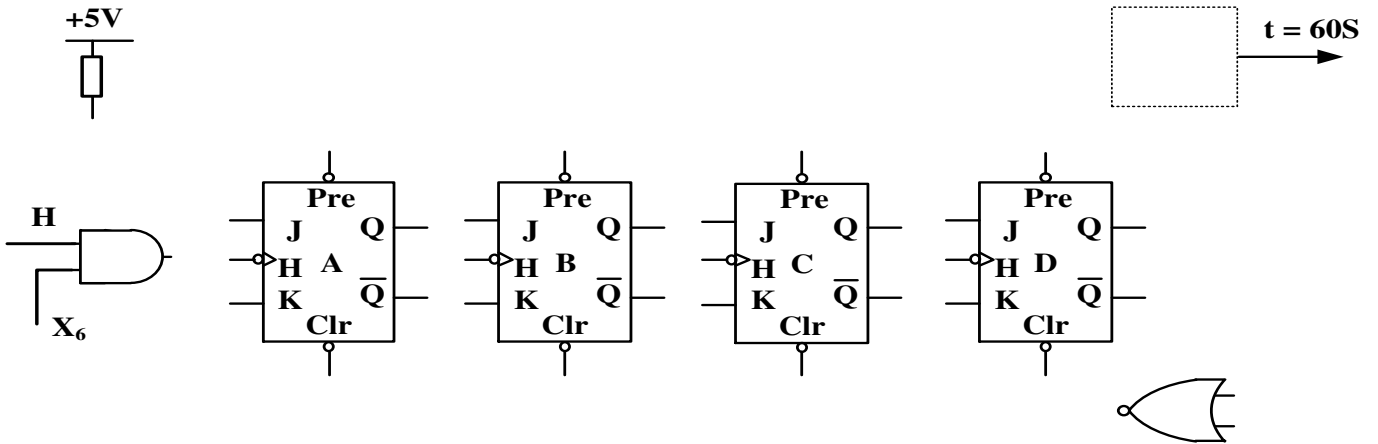 +5V
t = 60S
H
X₆
Pre
J
Q
H
A
K
Q̅
Clr
Pre
J
Q
H
B
K
Q̅
Clr
Pre
J
Q
H
C
K
Q̅
Clr
Pre
J
Q
H
D
K
Q̅
Clr